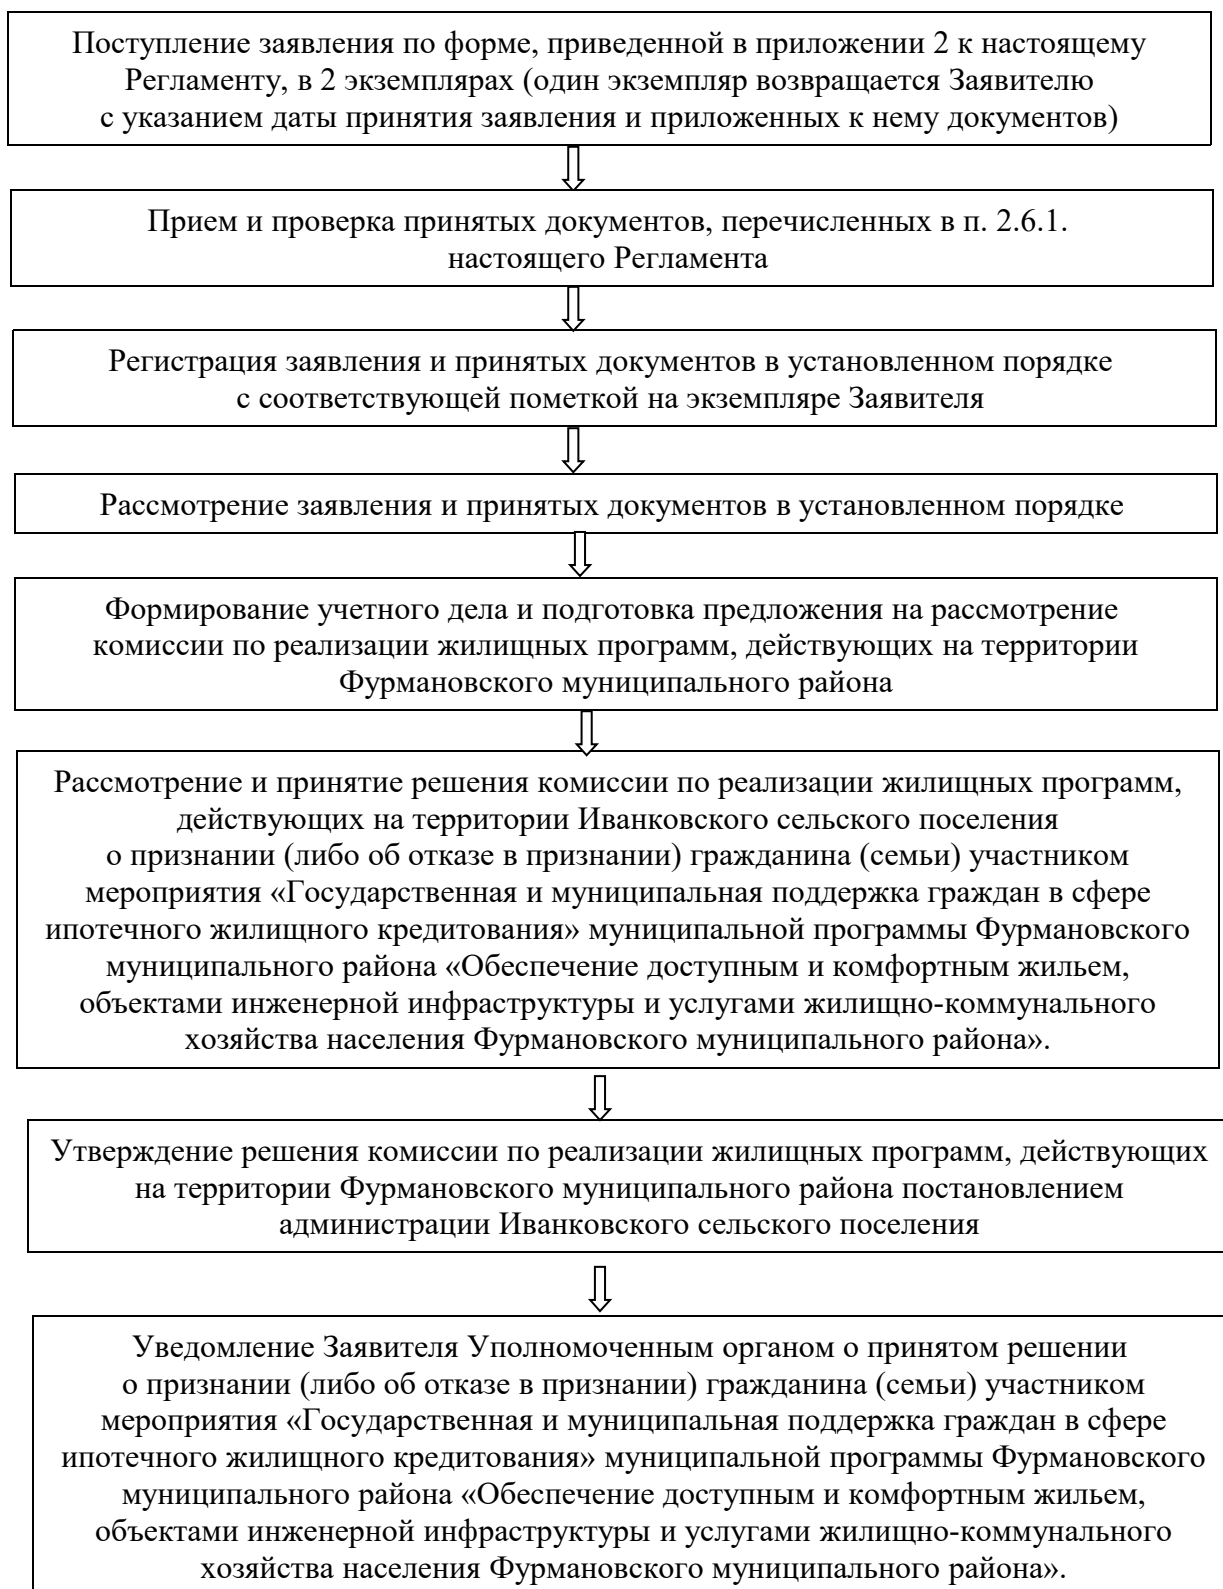 Поступление заявления по форме, приведенной в приложении 2 к настоящему
Регламенту, в 2 экземплярах (один экземпляр возвращается Заявителю
с указанием даты принятия заявления и приложенных к нему документов)
Прием и проверка принятых документов, перечисленных в п. 2.6.1.
настоящего Регламента
Регистрация заявления и принятых документов в установленном порядке
с соответствующей пометкой на экземпляре Заявителя
Рассмотрение заявления и принятых документов в установленном порядке
Формирование учетного дела и подготовка предложения на рассмотрение
комиссии по реализации жилищных программ, действующих на территории
Фурмановского муниципального района
Рассмотрение и принятие решения комиссии по реализации жилищных программ,
действующих на территории Иванковского сельского поселения
о признании (либо об отказе в признании) гражданина (семьи) участником
мероприятия «Государственная и муниципальная поддержка граждан в сфере
ипотечного жилищного кредитования» муниципальной программы Фурмановского
муниципального района «Обеспечение доступным и комфортным жильем,
объектами инженерной инфраструктуры и услугами жилищно-коммунального
хозяйства населения Фурмановского муниципального района».
Утверждение решения комиссии по реализации жилищных программ, действующих
на территории Фурмановского муниципального района постановлением
администрации Иванковского сельского поселения
Уведомление Заявителя Уполномоченным органом о принятом решении
о признании (либо об отказе в признании) гражданина (семьи) участником
мероприятия «Государственная и муниципальная поддержка граждан в сфере
ипотечного жилищного кредитования» муниципальной программы Фурмановского
муниципального района «Обеспечение доступным и комфортным жильем,
объектами инженерной инфраструктуры и услугами жилищно-коммунального
хозяйства населения Фурмановского муниципального района».